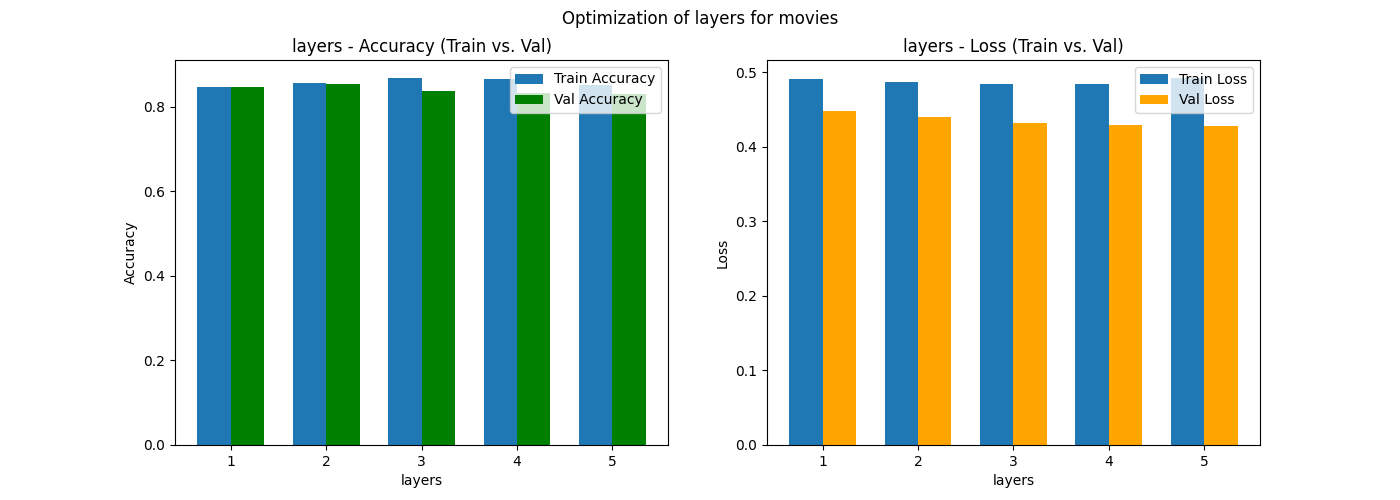 Optimization of layers for movies
layers - Accuracy (Train vs. Val)
Train Accuracy
Val Accuracy
Accuracy
0.8
0.6
0.4
0.2
0.0
1 2 3 4 5
layers
layers - Loss (Train vs. Val)
Train Loss
Val Loss
Loss
0.5
0.4
0.3
0.2
0.1
0.0
1 2 3 4 5
layers